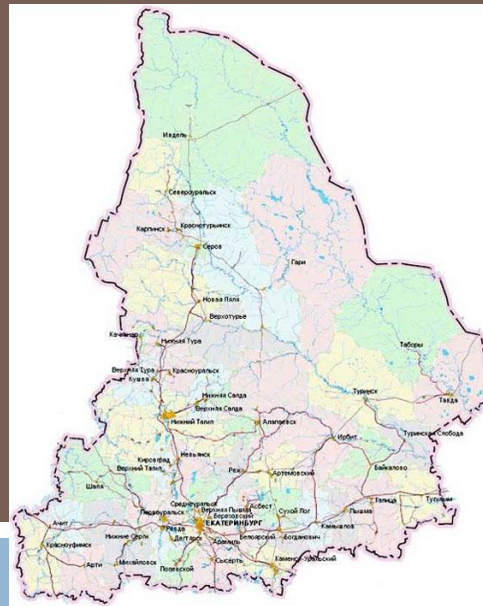 Ивдель
Североуральск
Карпинск
Краснотурьинск
Серов
Гари
Новая Ляля
Верхотурье
Качканар
Нижняя Тура
Таборы
Верхняя Тура
Красноуральск
Кушва
Туринск
Тавда
Нижняя Салда
Верхняя Салда
Нижний Тагил
Алапаевск
Туринская Слобода
Ирбит
Невьянск
Кировград
Верхний Тагил
Байкалово
Реж
Артемовский
Шаля
Талица
Тугулым
Среднеуральск
Верхняя Пышма
Асбест
Пышма
Березовский
Сухой Лог
Первоуральск
ЕКАТЕРИНБУРГ
Камышлов
Ачит
Ревда
Нижние Серги
Дегтярск
Белоярский
Богданович
Красноуфимск
Арамиль
Арти
Михайловск
Полевской
Сысерть
Каменск-Уральский